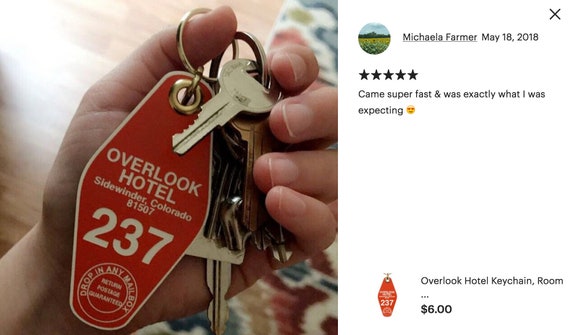 OVERLOOK
HOTEL
Sidewinder, Colorado
81507
237
DROP IN ANY MAILBOX
RETURN
POSTAGE
GUARANTEED
Michaela Farmer May 18, 2018
★★★★★
Came super fast & was exactly what I was
expecting 😍
Overlook Hotel Keychain, Room
...
$6.00